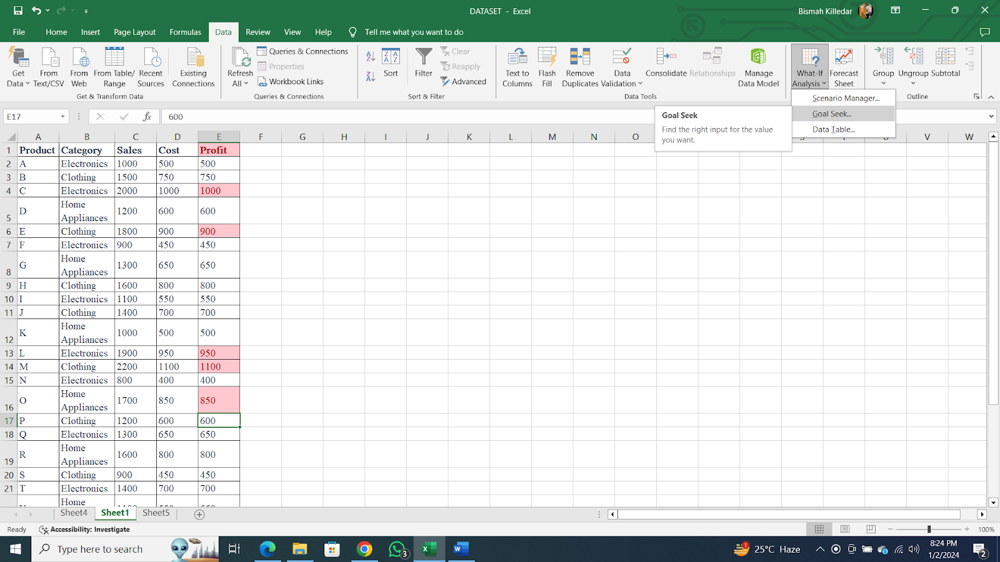 DATASET - Excel
Bismah Killedar
File Home Insert Page Layout Formulas Data Review View Help Tell me what you want to do
Get Data From Text/CSV From Web From Table/ Range Recent Sources Existing Connections
Get & Transform Data
Refresh All Queries & Connections
Properties
Workbook Links
Queries & Connections
Sort Filter Clear
Reapply
Advanced
Sort & Filter
Text to Columns Flash Fill Remove Duplicates Data Validation Consolidate Relationships Manage Data Model
Data Tools
What-If Analysis Forecast Sheet
Group Ungroup Subtotal
Outline
Scenario Manager...
Goal Seek...
Data Table...
Goal Seek
Find the right input for the value
you want.
E17 fx 600
A B C D E F G H I J K L M N O V W
1 Product Category Sales Cost Profit
2 A Electronics 1000 500 500
3 B Clothing 1500 750 750
4 C Electronics 2000 1000 1000
5 D Home Appliances 1200 600 600
6 E Clothing 1800 900 900
7 F Electronics 900 450 450
8 G Home Appliances 1300 650 650
9 H Clothing 1600 800 800
10 I Electronics 1100 550 550
11 J Clothing 1400 700 700
12 K Home Appliances 1000 500 500
13 L Electronics 1900 950 950
14 M Clothing 2200 1100 1100
15 N Electronics 800 400 400
16 O Home Appliances 1700 850 850
17 P Clothing 1200 600 600
18 Q Electronics 1300 650 650
19 R Home Appliances 1600 800 800
20 S Clothing 900 450 450
21 T Electronics 1400 700 700
Home
Sheet4 Sheet1 Sheet5
Ready Accessibility: Investigate
100%
Type here to search
3
1
25°C Haze
8:24 PM
1/2/2024
2